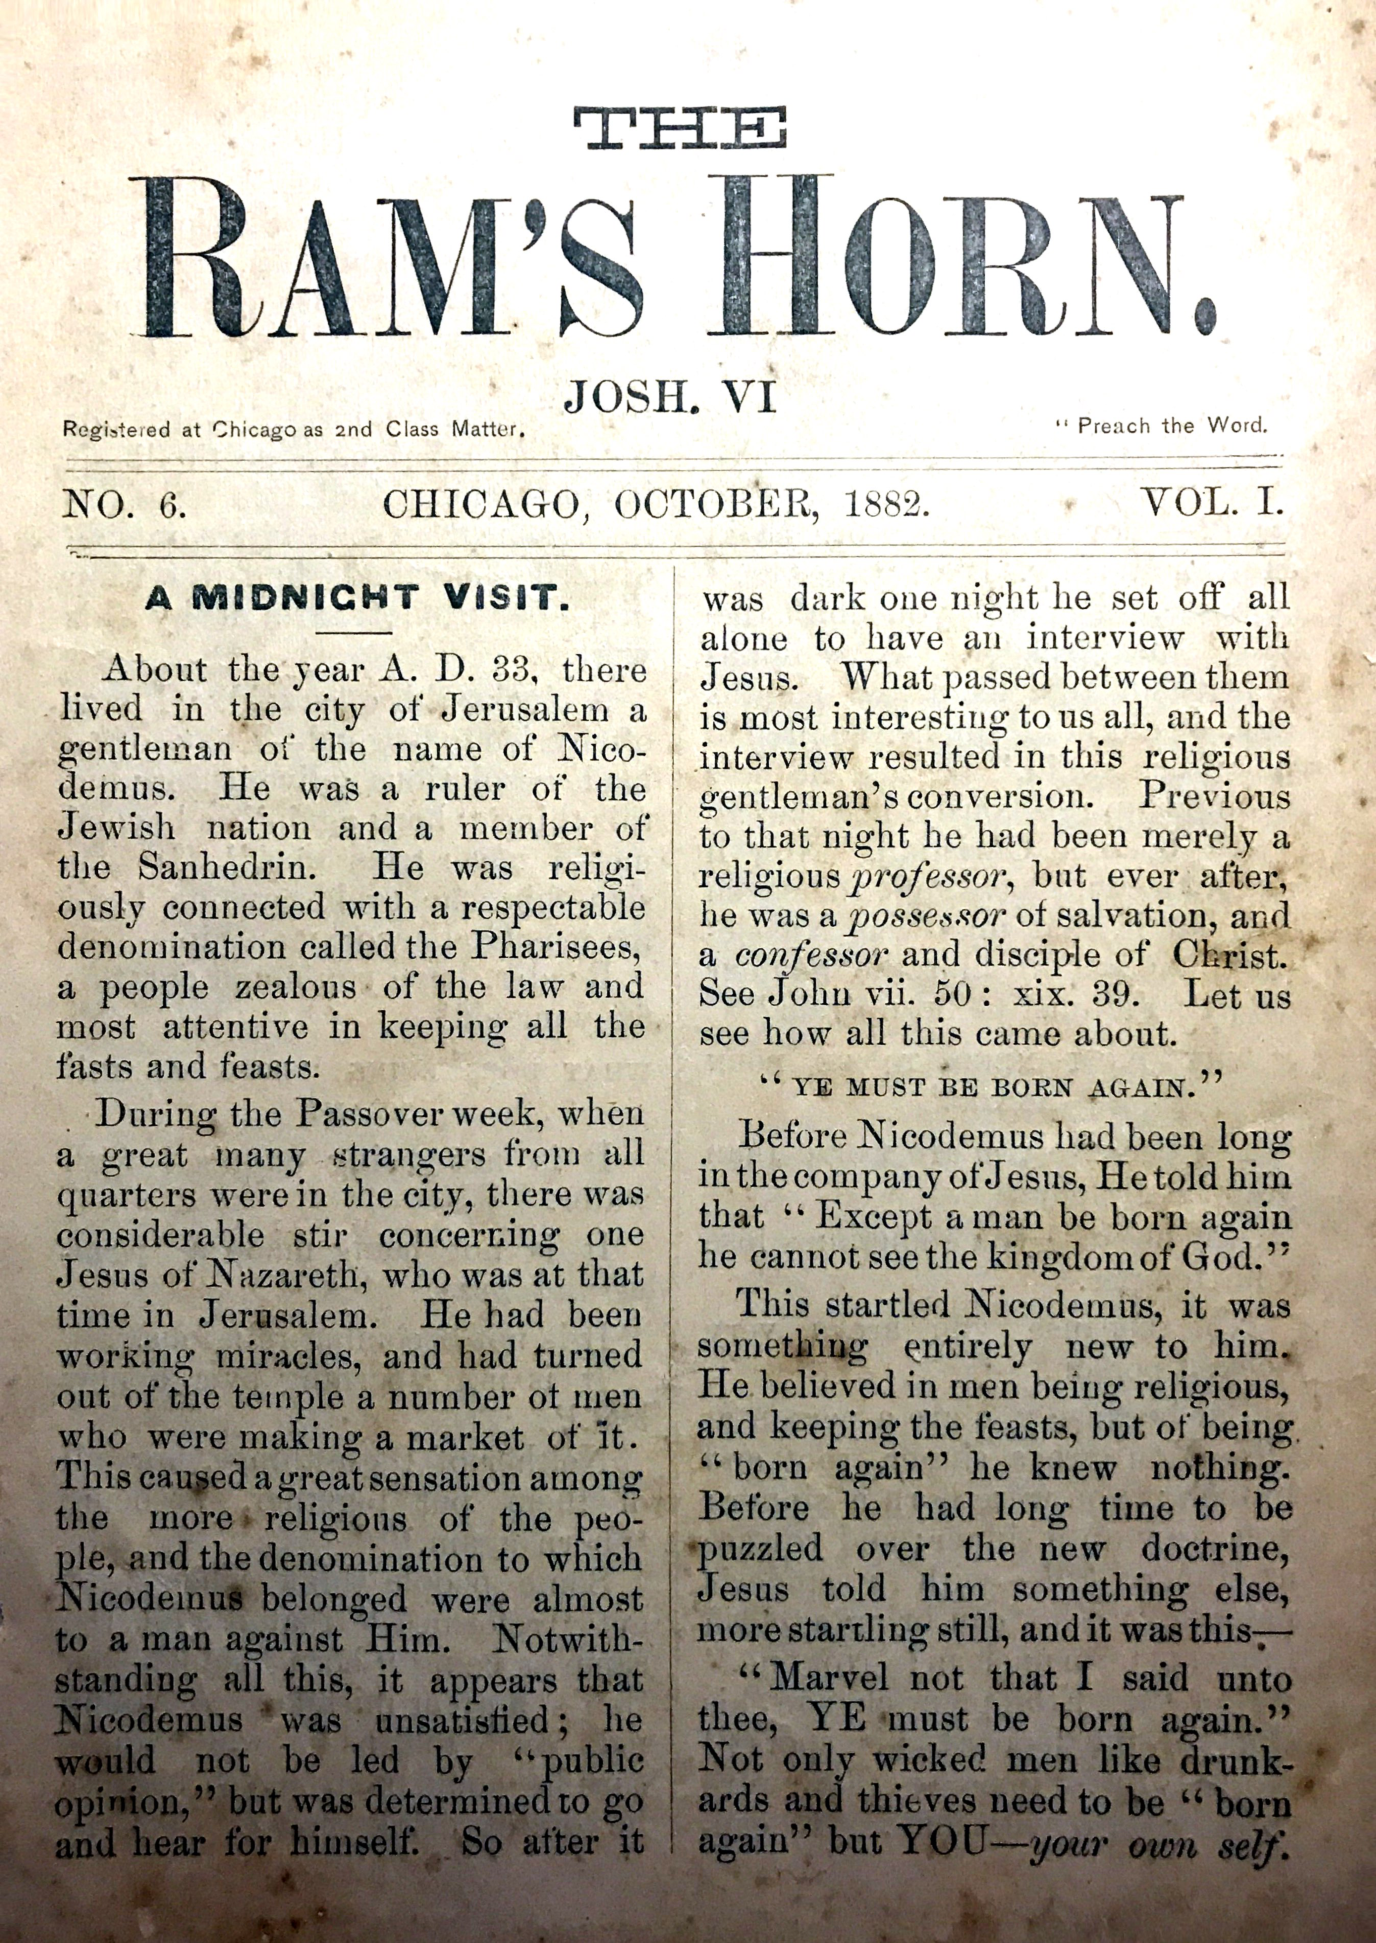 THE
RAM'S HORN.
JOSH. VI
Registered at Chicago as 2nd Class Matter.
“ Preach the Word.
NO. 6.
CHICAGO, OCTOBER, 1882.
VOL. I.
A MIDNIGHT VISIT.
About the year A. D. 33, there
lived in the city of Jerusalem a
gentleman of the name of Nico-
demus. He was a ruler of the
Jewish nation and a member of
the Sanhedrin. He was religi-
ously connected with a respectable
denomination called the Pharisees,
a people zealous of the law and
most attentive in keeping all the
fasts and feasts.
During the Passover week, when
a great many strangers from all
quarters were in the city, there was
considerable stir concerning one
Jesus of Nazareth, who was at that
time in Jerusalem. He had been
working miracles, and had turned
out of the temple a number of men
who were making a market of it.
This caused a great sensation among
the more religious of the peo-
ple, and the denomination to which
Nicodemus belonged were almost
to a man against Him. Notwith-
standing all this, it appears that
Nicodemus was unsatisfied; he
would not be led by “public
opinion,” but was determined to go
and hear for himself. So after it
was dark one night he set off all
alone to have an interview with
Jesus. What passed between them
is most interesting to us all, and the
interview resulted in this religious
gentleman's conversion. Previous
to that night he had been merely a
religious professor, but ever after,
he was a possessor of salvation, and
a confessor and disciple of Christ.
See John vii. 50 : xix. 39. Let us
see how all this came about.
“ YE MUST BE BORN AGAIN.”
Before Nicodemus had been long
in the company of Jesus, He told him
that “ Except a man be born again
he cannot see the kingdom of God.”
This startled Nicodemus, it was
something entirely new to him.
He believed in men being religious,
and keeping the feasts, but of being
“ born again” he knew nothing.
Before he had long time to be
puzzled over the new doctrine,
Jesus told him something else,
more startling still, and it was this—
“Marvel not that I said unto
thee, YE must be born again.”
Not only wicked men like drunk-
ards and thieves need to be “ born
again” but YOU—your own self.